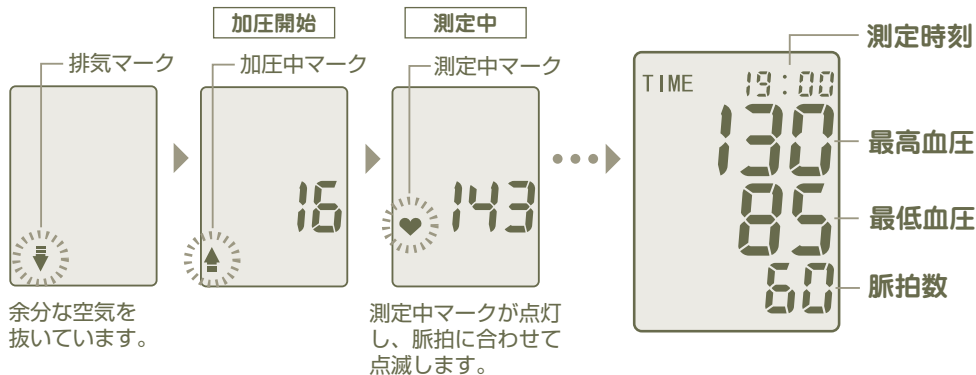 加圧開始
測定中
排気マーク
加圧中マーク
測定中マーク
測定時刻
TIME 19:00
130
最高血圧
16
143
85
最低血圧
60
脈拍数
余分な空気を
抜いています。
測定中マークが点灯
し、脈拍に合わせて
点滅します。